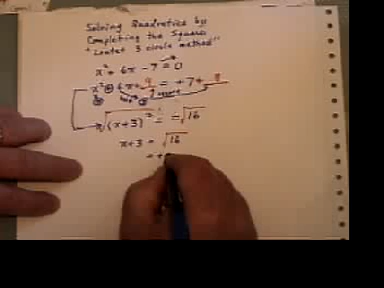 Solving Quadratics by
Completing the Square
3 circle method"
x² + 6x - 7 = 0
x² + 6x + 9 = +7 + 9
√(x+3)² = √16
x+3 = √16
= +